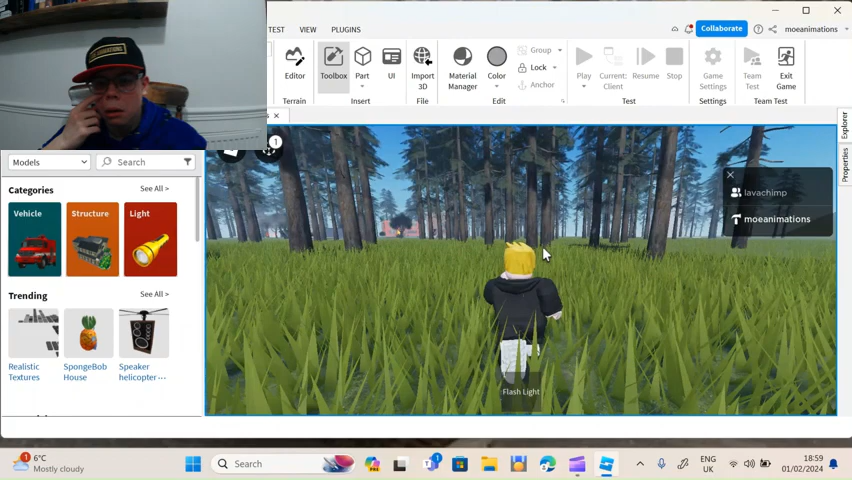 TEST VIEW PLUGINS
Collaborate moeanimations
Editor Toolbox Part UI Import 3D Material Manager Color Group Lock Anchor Play Current: Client Resume Stop Game Settings Team Test Exit Game
Terrain Insert File Edit Test Settings Team Test
Explorer
Properties
Models Search
Categories See All >
Vehicle Structure Light
Trending See All >
Realistic Textures
SpongeBob House
Speaker helicopter···
1
lavachimp
moeanimations
Flash Light
1
6°C
Mostly cloudy
Search
1
ENG
UK
18:59
01/02/2024